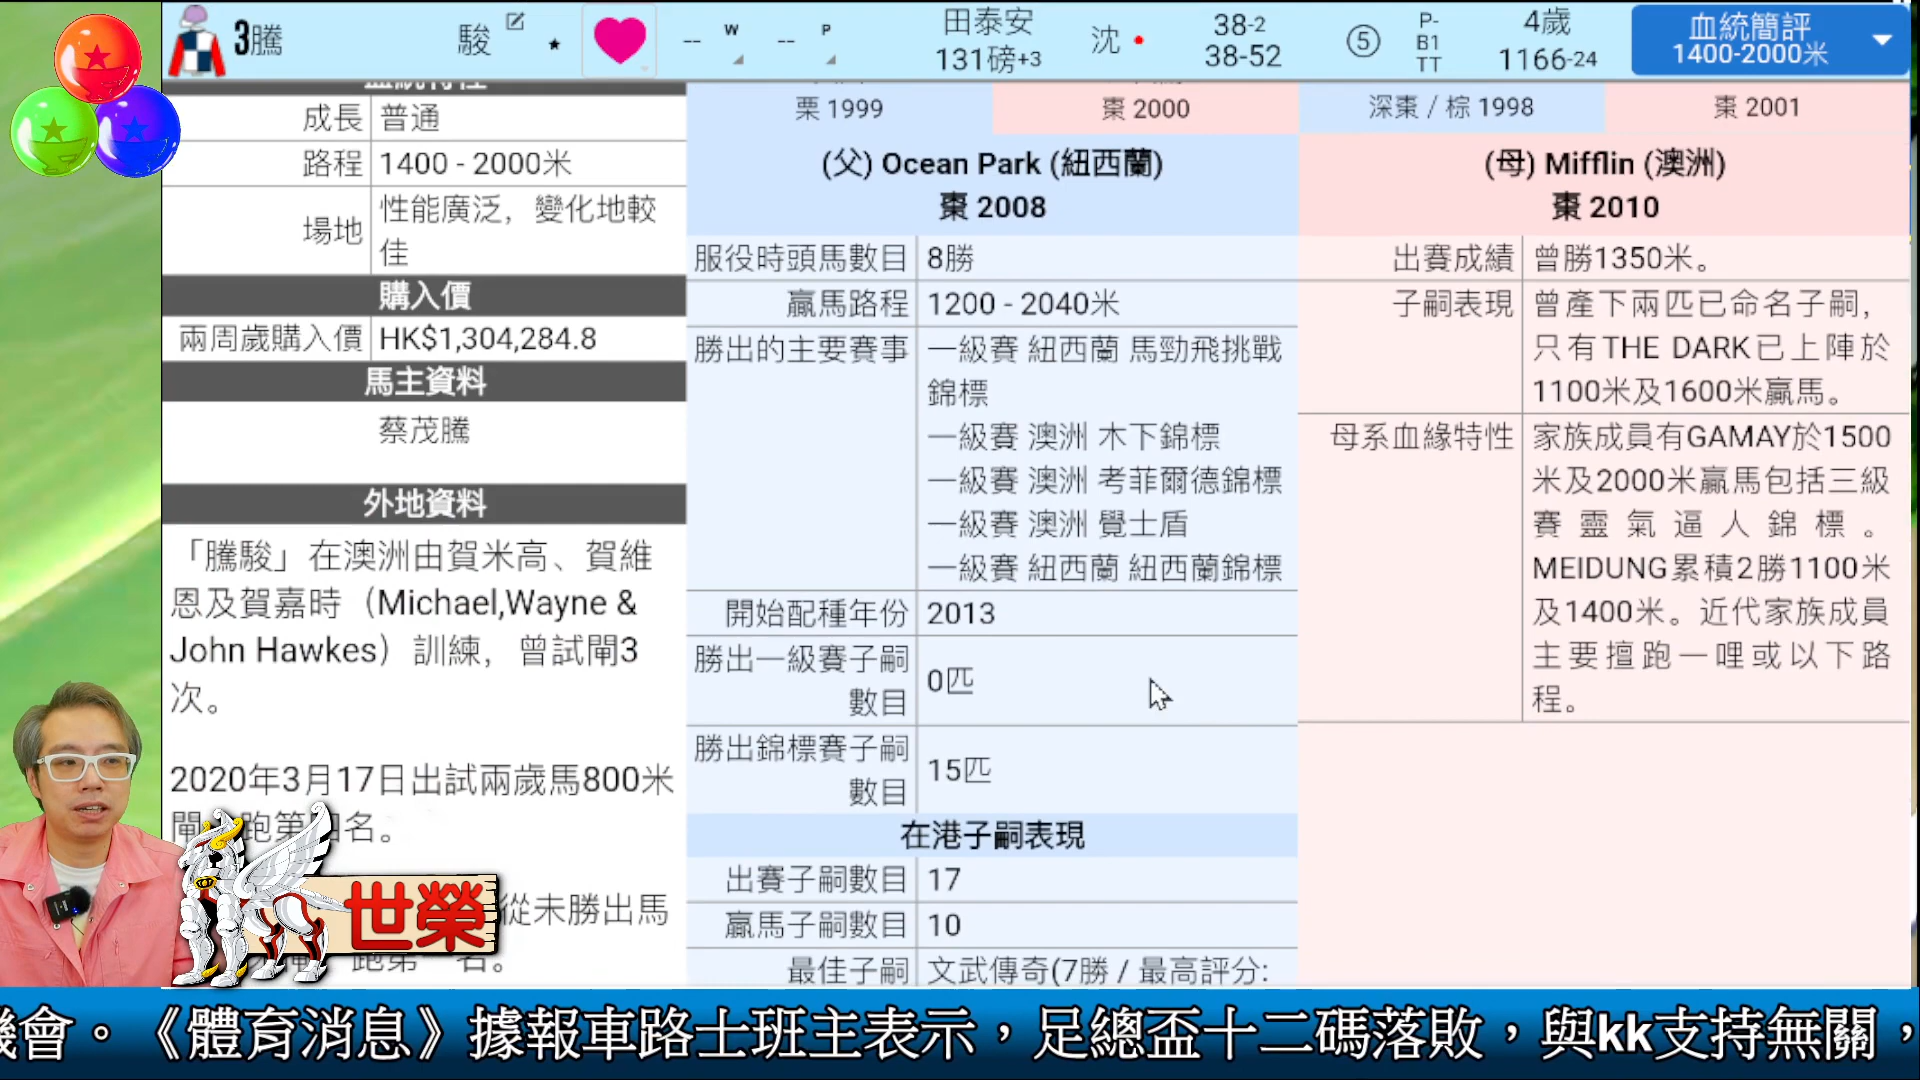 3騰 駿
W
P
田泰安
131磅+3
沈
38-2
38-52
5
P-
B1
TT
4歲
1166-24
血統簡評
1400-2000米
成長 普通
路程 1400 - 2000米
場地 性能廣泛，變化地較
佳
購入價
兩周歲購入價 HK$1,304,284.8
馬主資料
蔡茂騰
外地資料
「騰駿」在澳洲由賀米高、賀維
恩及賀嘉時（Michael,Wayne &
John Hawkes）訓練，曾試閘3
次。
2020年3月17日出試兩歲馬800米
閘 跑第四名。
從未勝出馬
栗 1999
棗 2000
深棗 / 棕 1998
棗 2001
(父) Ocean Park (紐西蘭)
棗 2008
服役時頭馬數目 8勝
贏馬路程 1200 - 2040米
勝出的主要賽事 一級賽 紐西蘭 馬勁飛挑戰
錦標
一級賽 澳洲 木下錦標
一級賽 澳洲 考菲爾德錦標
一級賽 澳洲 覺士盾
一級賽 紐西蘭 紐西蘭錦標
開始配種年份 2013
勝出一級賽子嗣
數目 0匹
勝出錦標賽子嗣
數目 15匹
在港子嗣表現
出賽子嗣數目 17
贏馬子嗣數目 10
最佳子嗣 文武傳奇(7勝 / 最高評分:
(母) Mifflin (澳洲)
棗 2010
出賽成績 曾勝1350米。
子嗣表現 曾產下兩匹已命名子嗣，
只有THE DARK已上陣於
1100米及1600米贏馬。
母系血緣特性 家族成員有GAMAY於1500
米及2000米贏馬包括三級
賽靈氣逼人錦標。
MEIDUNG累積2勝1100米
及1400米。近代家族成員
主要擅跑一哩或以下路
程。
世榮
機會。《體育消息》據報車路士班主表示，足總盃十二碼落敗，與kk支持無關，